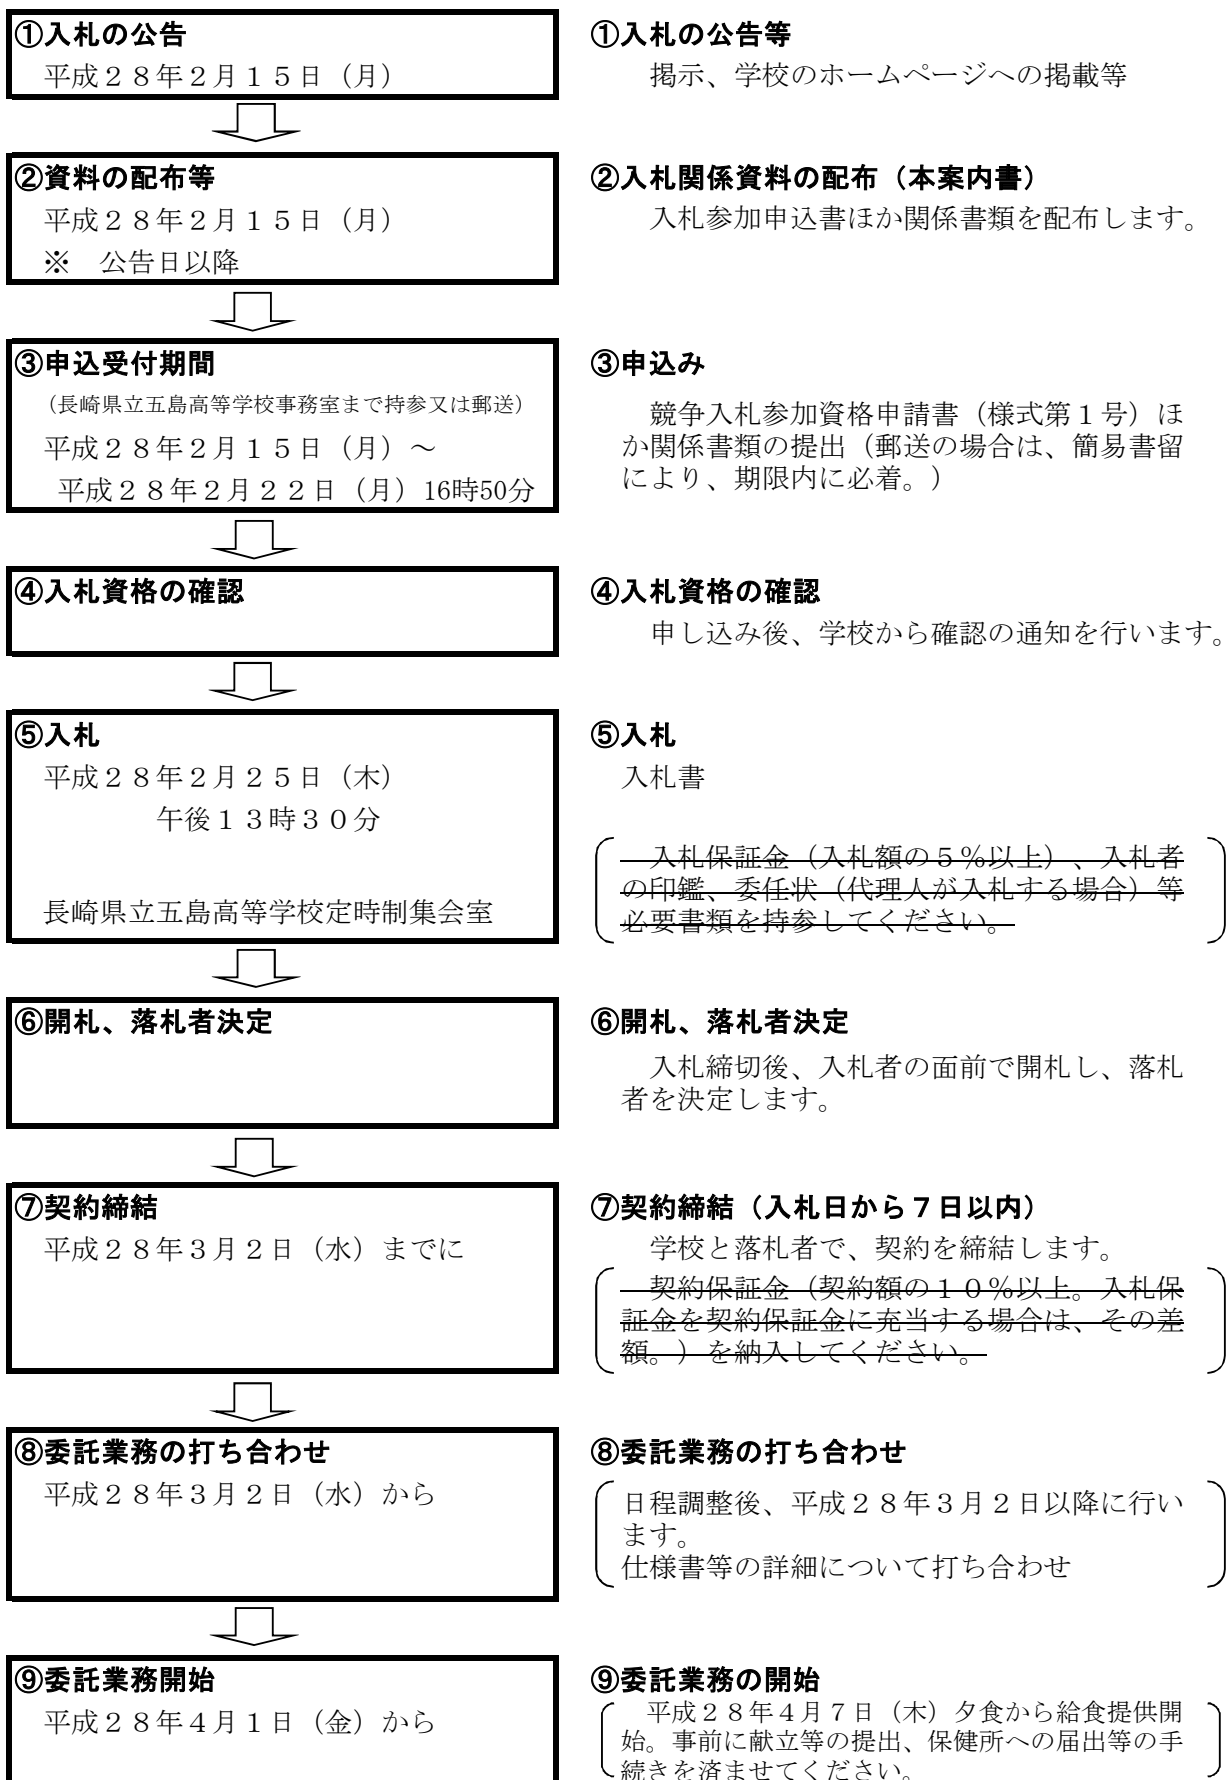 ①入札の公告
平成２８年２月１５日（月）
①入札の公告等
掲示、学校のホームページへの掲載等
②資料の配布等
平成２８年２月１５日（月）
※　公告日以降
②入札関係資料の配布（本案内書）
入札参加申込書ほか関係書類を配布します。
③申込受付期間
（長崎県立五島高等学校事務室まで持参又は郵送）
平成２８年２月１５日（月）～
平成２８年２月２２日（月）16時50分
③申込み
競争入札参加資格申請書（様式第１号）ほ
か関係書類の提出（郵送の場合は、簡易書留
により、期限内に必着。）
④入札資格の確認
④入札資格の確認
申し込み後、学校から確認の通知を行います。
⑤入札
平成２８年２月２５日（木）
午後１３時３０分
長崎県立五島高等学校定時制集会室
⑤入札
入札書
入札保証金（入札額の５％以上）、入札者
の印鑑、委任状（代理人が入札する場合）等
必要書類を持参してください。
⑥開札、落札者決定
⑥開札、落札者決定
入札締切後、入札者の面前で開札し、落札
者を決定します。
⑦契約締結
平成２８年３月２日（水）までに
⑦契約締結（入札日から７日以内）
学校と落札者で、契約を締結します。
契約保証金（契約額の１０％以上。入札保
証金を契約保証金に充当する場合は、その差
額。）を納入してください。
⑧委託業務の打ち合わせ
平成２８年３月２日（水）から
⑧委託業務の打ち合わせ
日程調整後、平成２８年３月２日以降に行い
ます。
仕様書等の詳細について打ち合わせ
⑨委託業務開始
平成２８年４月１日（金）から
⑨委託業務の開始
平成２８年４月７日（木）夕食から給食提供開
始。事前に献立等の提出、保健所への届出等の手
続きを済ませてください。